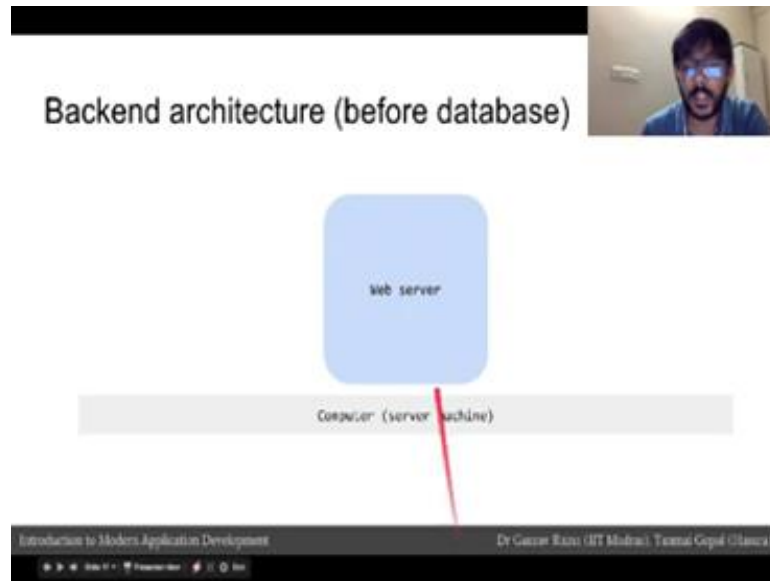 Backend architecture (before database)
Web server
Computer (server machine)
Introduction to Modern Application Development
Dr Gaurav Raina (IIT Madras), Tanmai Gopal (Hasura